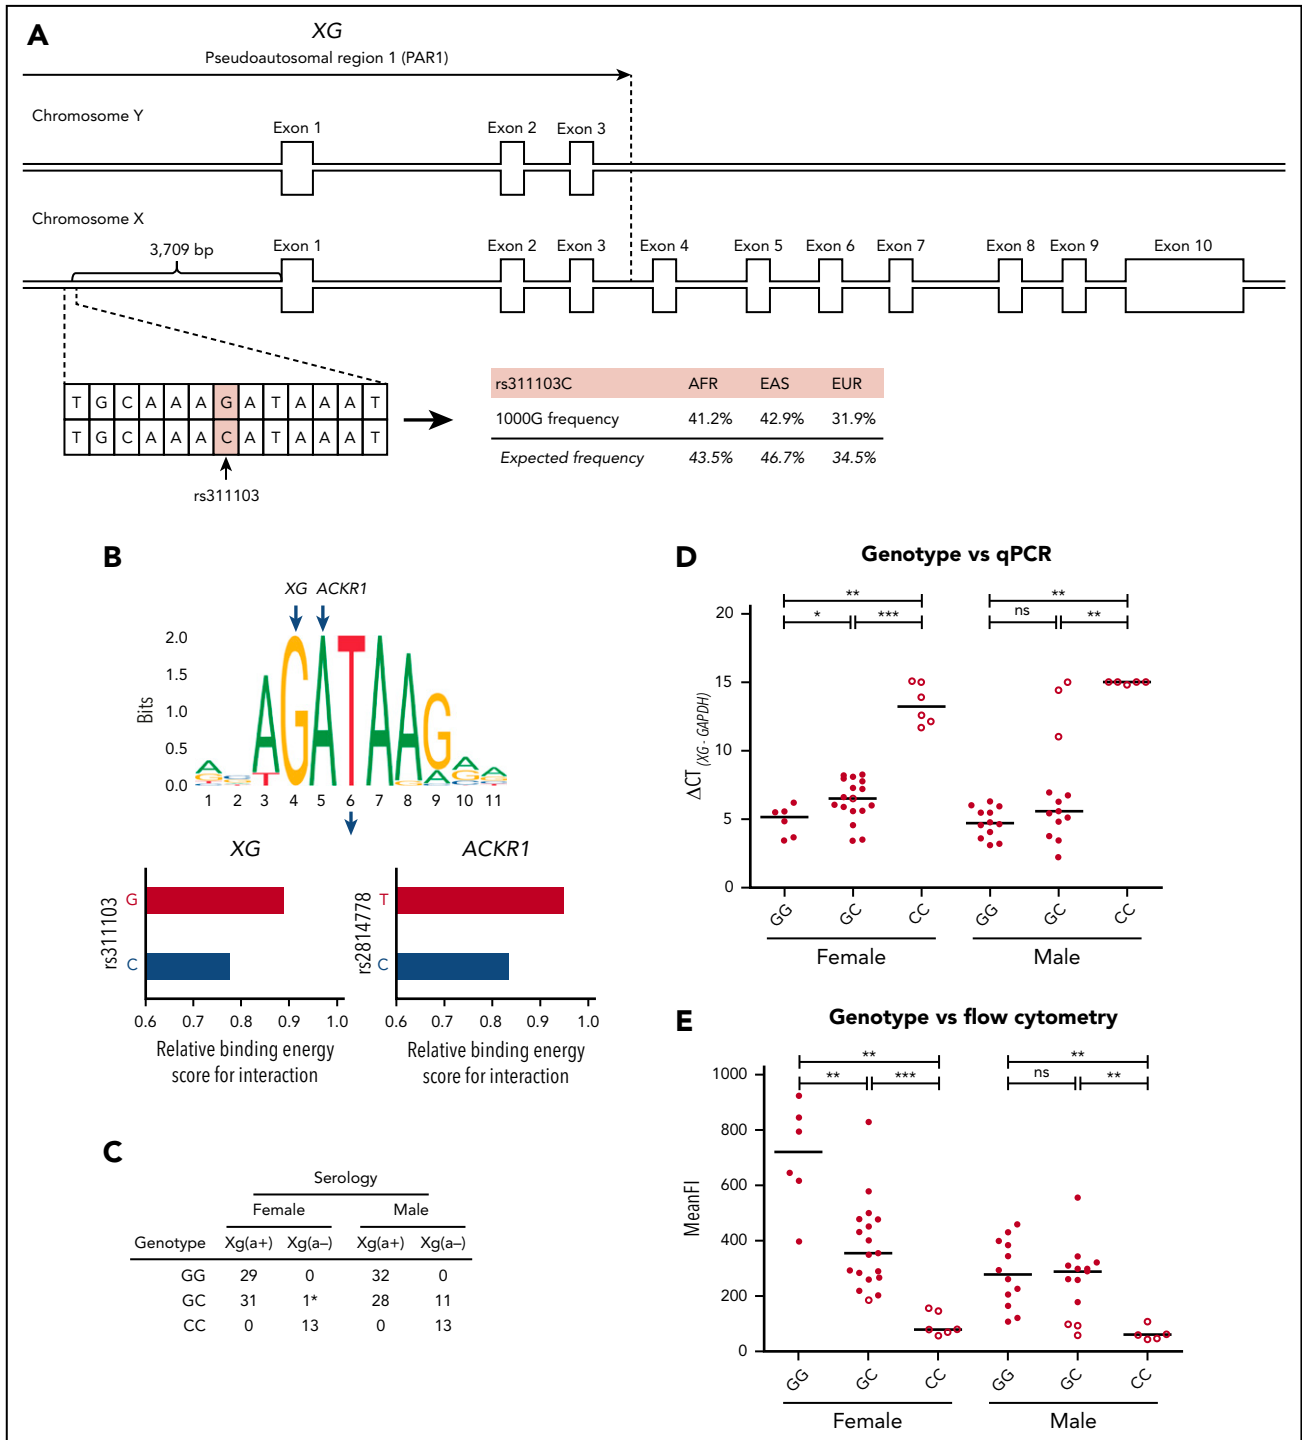 A
XG
Pseudoautosomal region 1 (PAR1)
Chromosome Y
Exon 1 Exon 2 Exon 3
Chromosome X
3,709 bp
Exon 1 Exon 2 Exon 3 Exon 4 Exon 5 Exon 6 Exon 7 Exon 8 Exon 9 Exon 10
T G C A A A G A T A A A T
T G C A A A C A T A A A T
rs311103
rs311103C AFR EAS EUR
1000G frequency 41.2% 42.9% 31.9%
Expected frequency 43.5% 46.7% 34.5%
B
XG ACKR1
Bits
2.0
1.5
1.0
0.5
0.0
1 2 3 4 5 6 7 8 9 10 11
XG
rs311103
G
C
0.6 0.7 0.8 0.9 1.0
Relative binding energy
score for interaction
ACKR1
rs2814778
T
C
0.6 0.7 0.8 0.9 1.0
Relative binding energy
score for interaction
C
Serology
Female Male
Genotype Xg(a+) Xg(a–) Xg(a+) Xg(a–)
GG 29 0 32 0
GC 31 1* 28 11
CC 0 13 0 13
D
Genotype vs qPCR
** **
* *** ns **
ΔCT (XG - GAPDH)
20
15
10
5
0
GG GC CC GG GC CC
Female Male
E
Genotype vs flow cytometry
** **
** *** ns **
MeanFI
1000
800
600
400
200
0
GG GC CC GG GC CC
Female Male